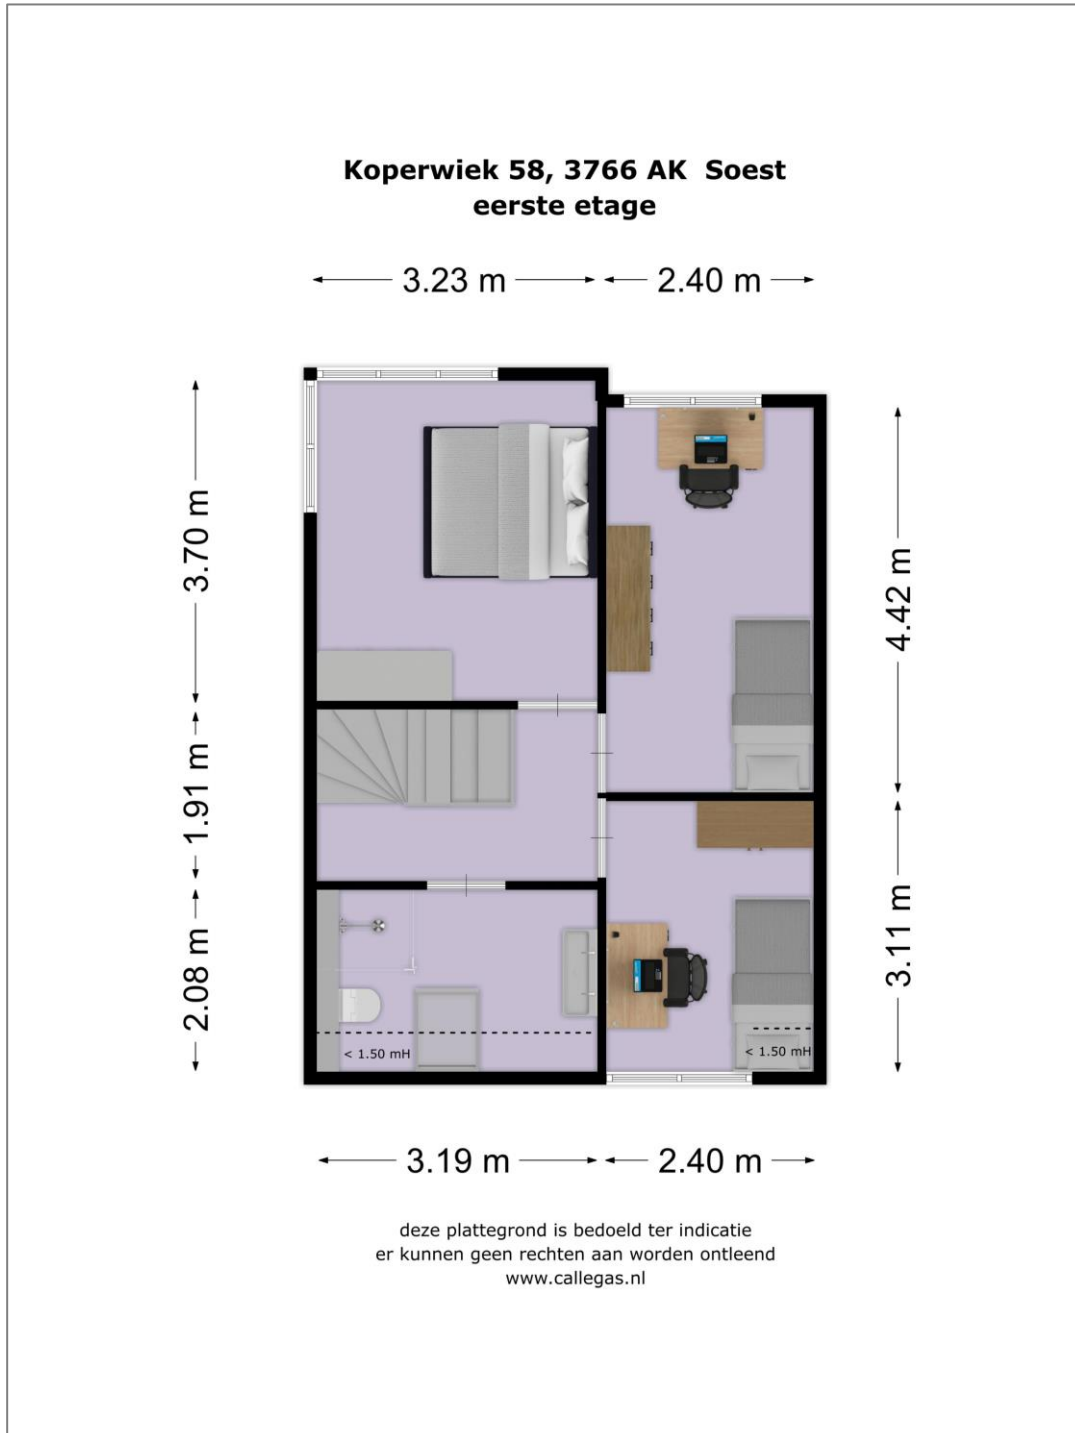 Koperwiek 58, 3766 AK  Soest
eerste etage
3.23 m
2.40 m
3.70 m
4.42 m
1.91 m
3.11 m
2.08 m
< 1.50 mH
< 1.50 mH
3.19 m
2.40 m
deze plattegrond is bedoeld ter indicatie
er kunnen geen rechten aan worden ontleend
www.callegas.nl